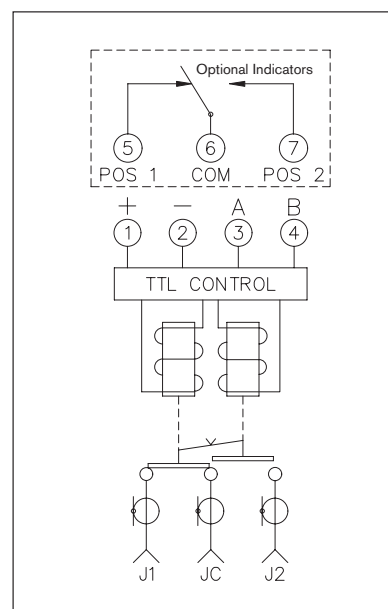 Optional Indicators
5 6 7
POS 1 COM POS 2
+ – A B
1 2 3 4
TTL CONTROL
J1 JC J2